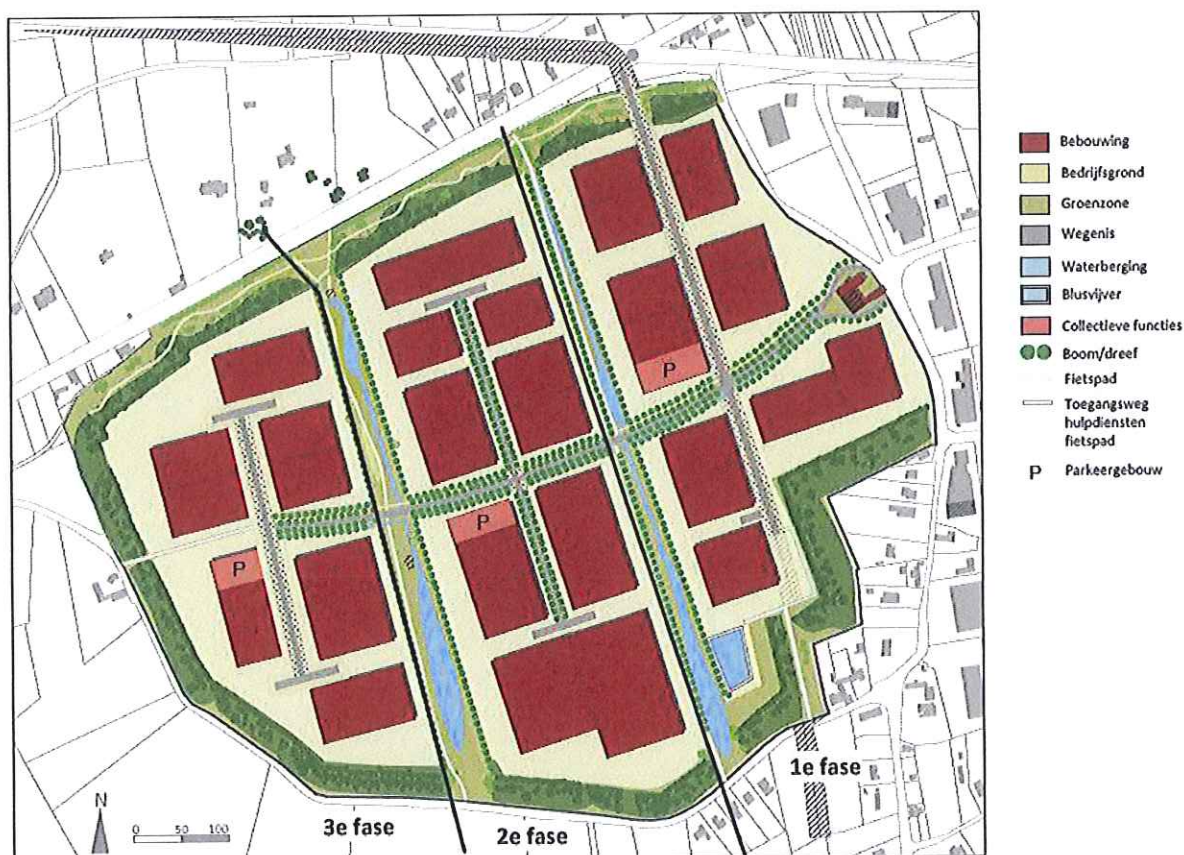 Bebouwing
Bedrijfsgrond
Groenzone
Wegenis
Waterberging
Blusvijver
Collectieve functies
Boom/dreef
Fietspad
Toegangsweg
hulpdiensten
fietspad
P Parkeergebouw
P
P
P
1e fase
2e fase
3e fase
N
0 50 100